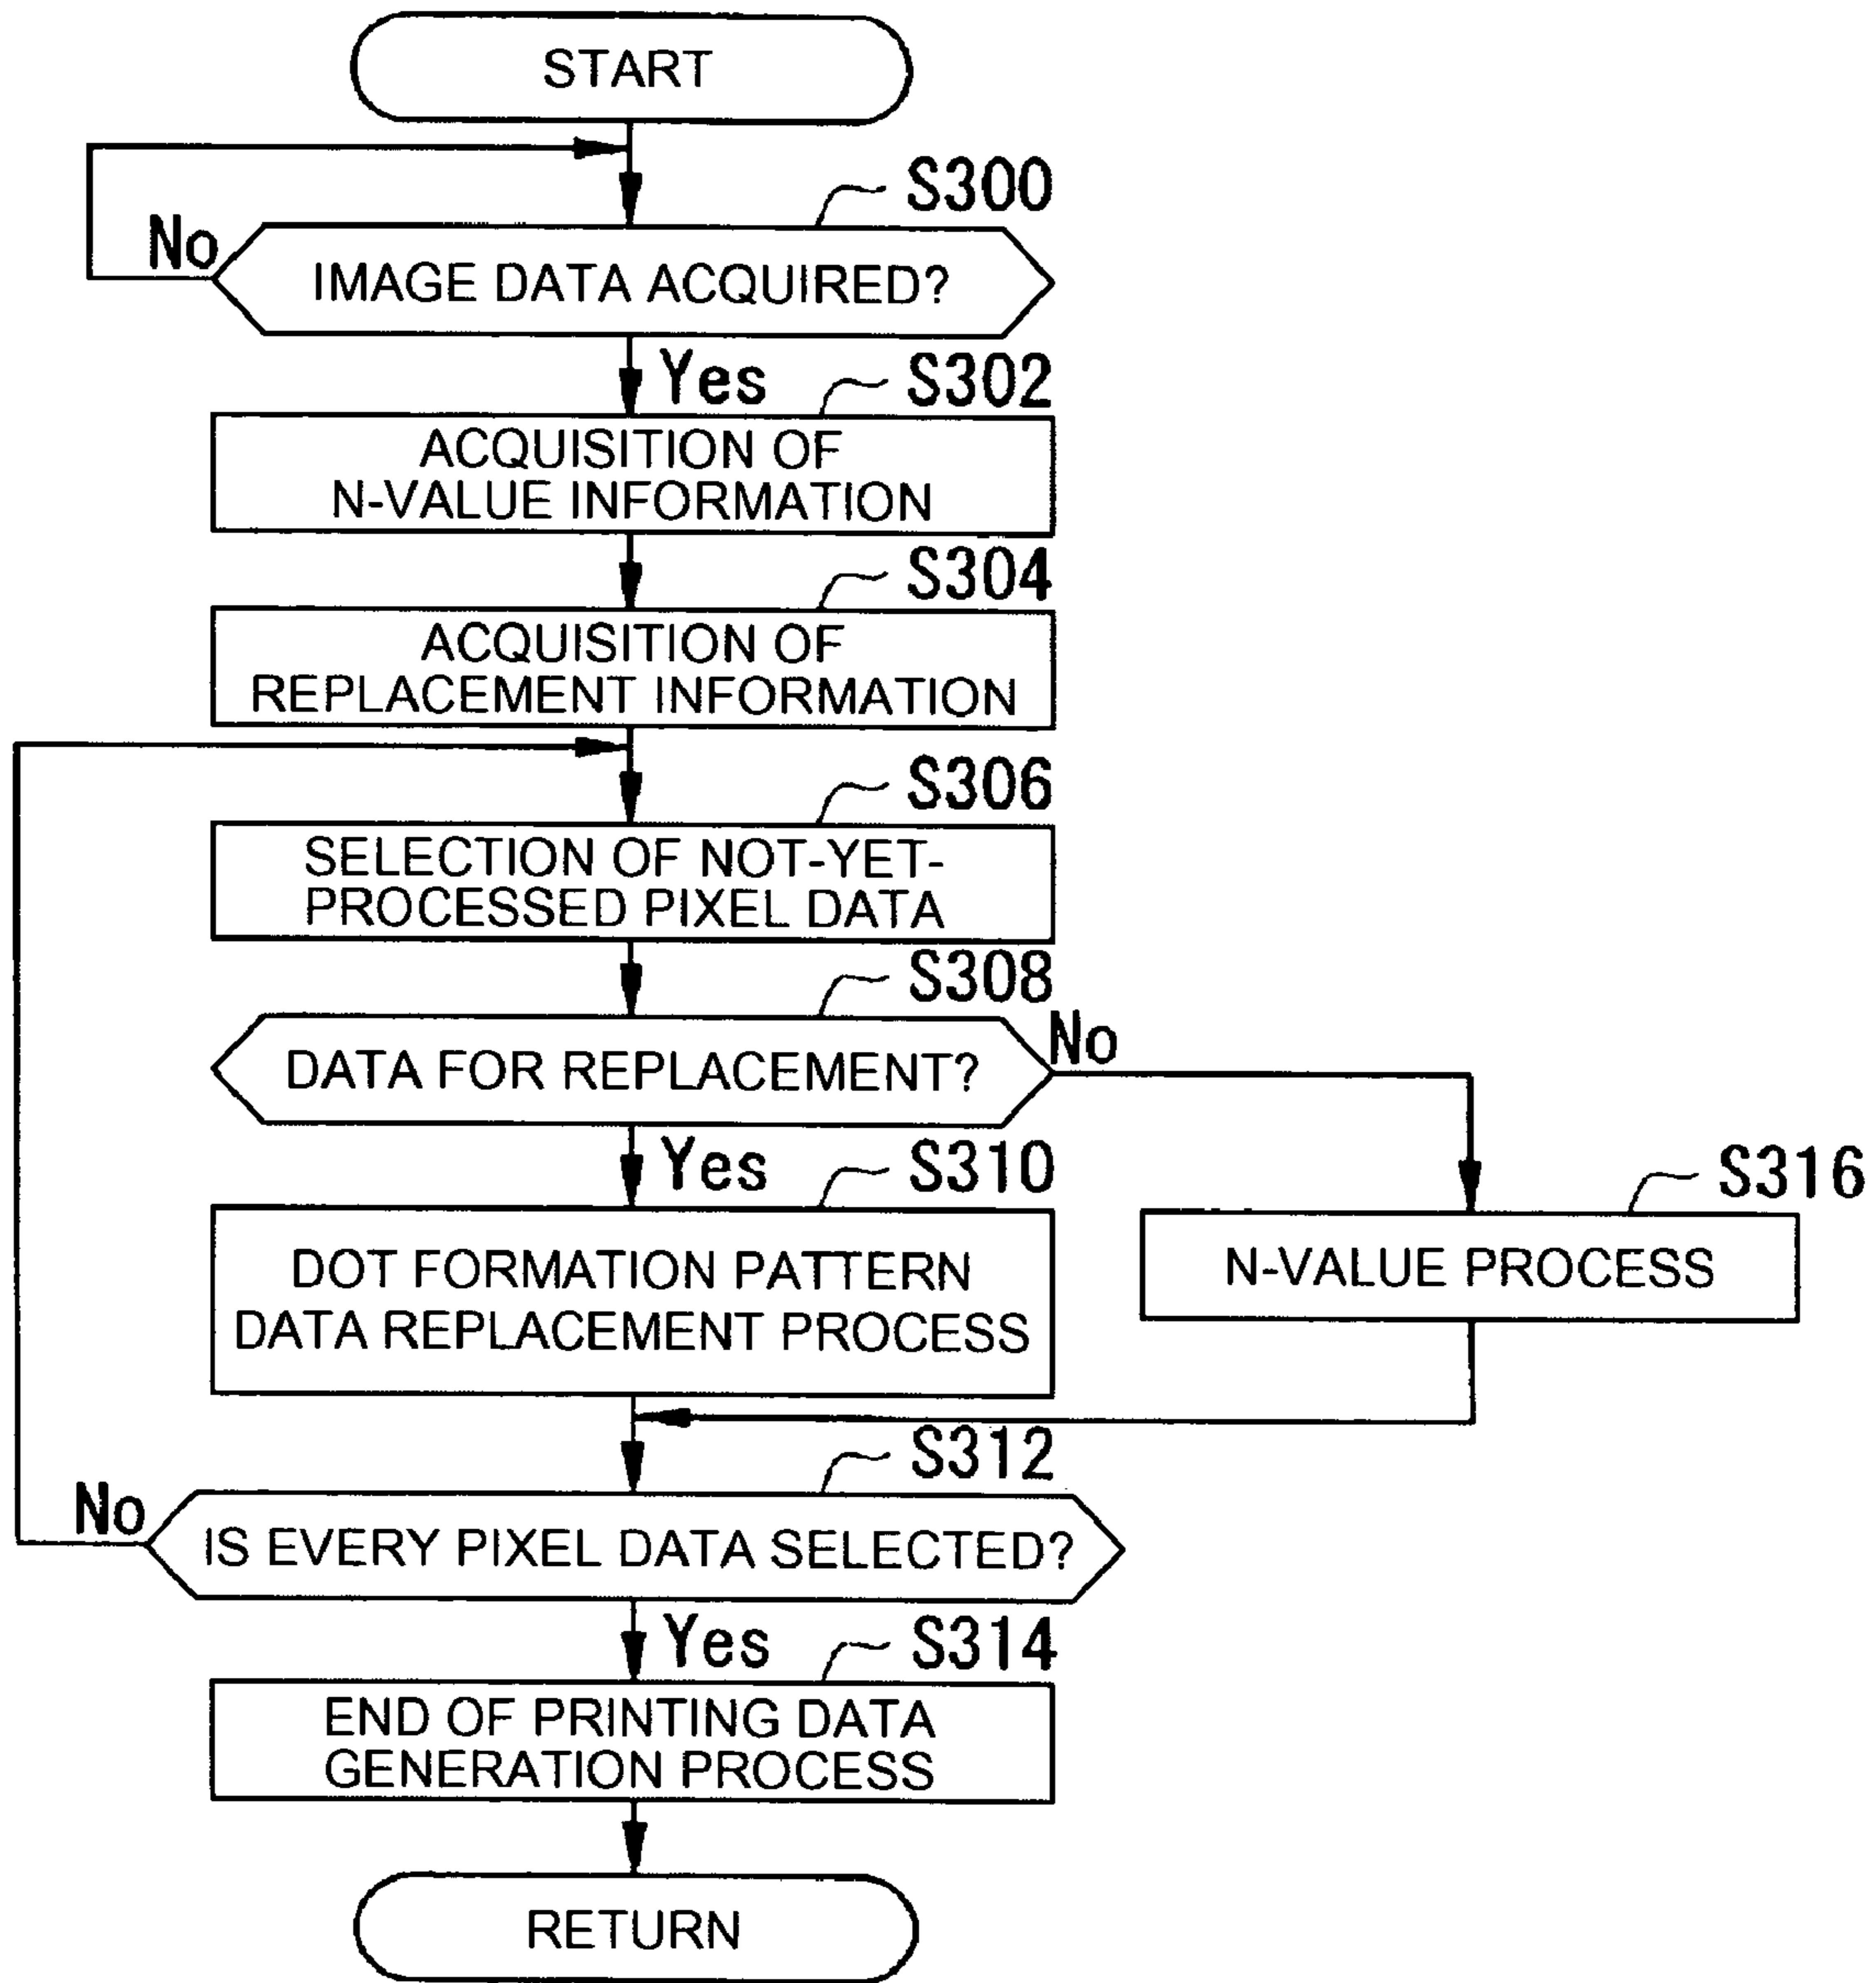 START
S300
No
IMAGE DATA ACQUIRED?
Yes
S302
ACQUISITION OF
N-VALUE INFORMATION
S304
ACQUISITION OF
REPLACEMENT INFORMATION
S306
SELECTION OF NOT-YET-
PROCESSED PIXEL DATA
S308
DATA FOR REPLACEMENT?
No
Yes
S310
DOT FORMATION PATTERN
DATA REPLACEMENT PROCESS
S316
N-VALUE PROCESS
S312
No
IS EVERY PIXEL DATA SELECTED?
Yes
S314
END OF PRINTING DATA
GENERATION PROCESS
RETURN